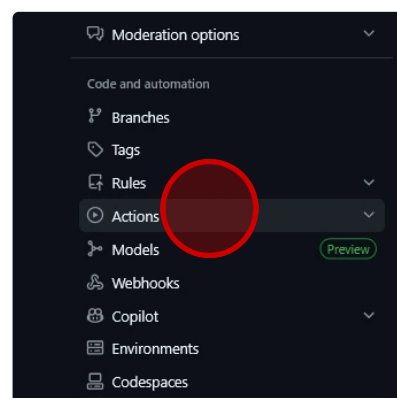 Moderation options
Code and automation
Branches
Tags
Rules
Actions
Models Preview
Webhooks
Copilot
Environments
Codespaces